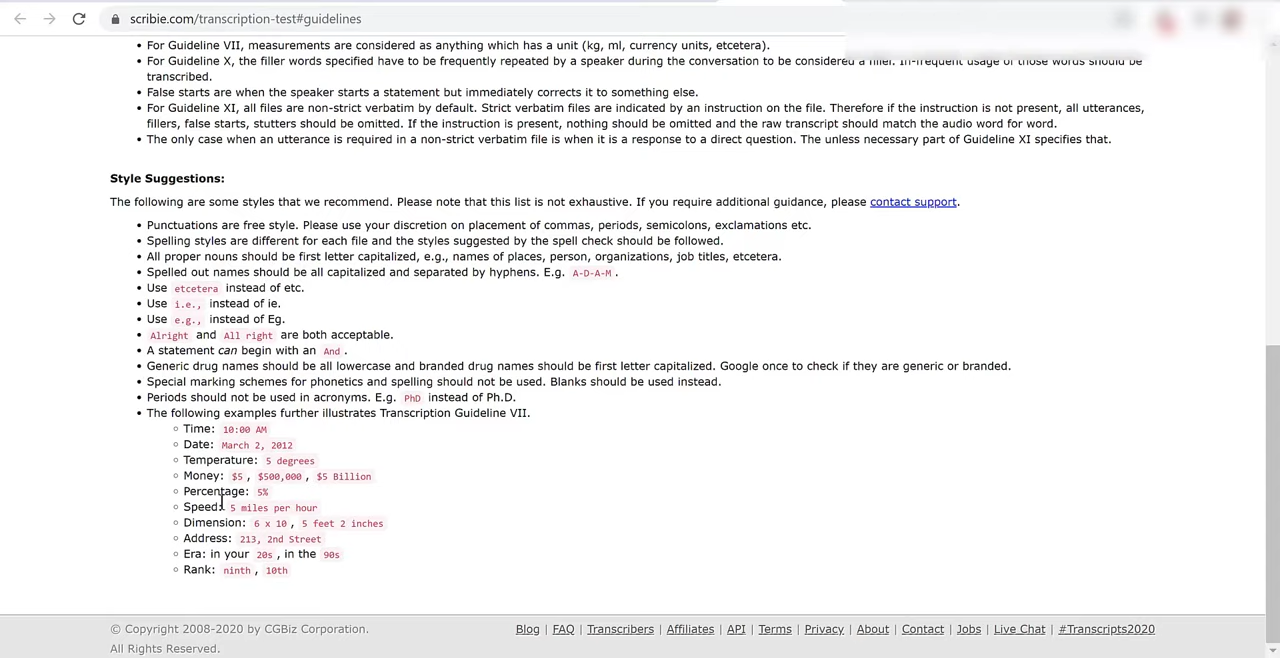 scribie.com/transcription-test#guidelines
• For Guideline VII, measurements are considered as anything which has a unit (kg, ml, currency units, etcetera).
• For Guideline X, the filler words specified have to be frequently repeated by a speaker during the conversation to be considered a filler. In-frequent usage of those words should be
transcribed.
• False starts are when the speaker starts a statement but immediately corrects it to something else.
• For Guideline XI, all files are non-strict verbatim by default. Strict verbatim files are indicated by an instruction on the file. Therefore if the instruction is not present, all utterances,
fillers, false starts, stutters should be omitted. If the instruction is present, nothing should be omitted and the raw transcript should match the audio word for word.
• The only case when an utterance is required in a non-strict verbatim file is when it is a response to a direct question. The unless necessary part of Guideline XI specifies that.
Style Suggestions:
The following are some styles that we recommend. Please note that this list is not exhaustive. If you require additional guidance, please contact support.
• Punctuations are free style. Please use your discretion on placement of commas, periods, semicolons, exclamations etc.
• Spelling styles are different for each file and the styles suggested by the spell check should be followed.
• All proper nouns should be first letter capitalized, e.g., names of places, person, organizations, job titles, etcetera.
• Spelled out names should be all capitalized and separated by hyphens. E.g. A-D-A-M.
• Use etcetera instead of etc.
• Use i.e., instead of ie.
• Use e.g., instead of Eg.
• Alright and All right are both acceptable.
• A statement can begin with an And.
• Generic drug names should be all lowercase and branded drug names should be first letter capitalized. Google once to check if they are generic or branded.
• Special marking schemes for phonetics and spelling should not be used. Blanks should be used instead.
• Periods should not be used in acronyms. E.g. PhD instead of Ph.D.
• The following examples further illustrates Transcription Guideline VII.
◦ Time: 10:00 AM
◦ Date: March 2, 2012
◦ Temperature: 5 degrees
◦ Money: $5, $500,000, $5 Billion
◦ Percentage: 5%
◦ Speed: 5 miles per hour
◦ Dimension: 6 x 10, 5 feet 2 inches
◦ Address: 213, 2nd Street
◦ Era: in your 20s, in the 90s
◦ Rank: ninth, 10th
© Copyright 2008-2020 by CGBiz Corporation. Blog | FAQ | Transcribers | Affiliates | API | Terms | Privacy | About | Contact | Jobs | Live Chat | #Transcripts2020
All Rights Reserved.